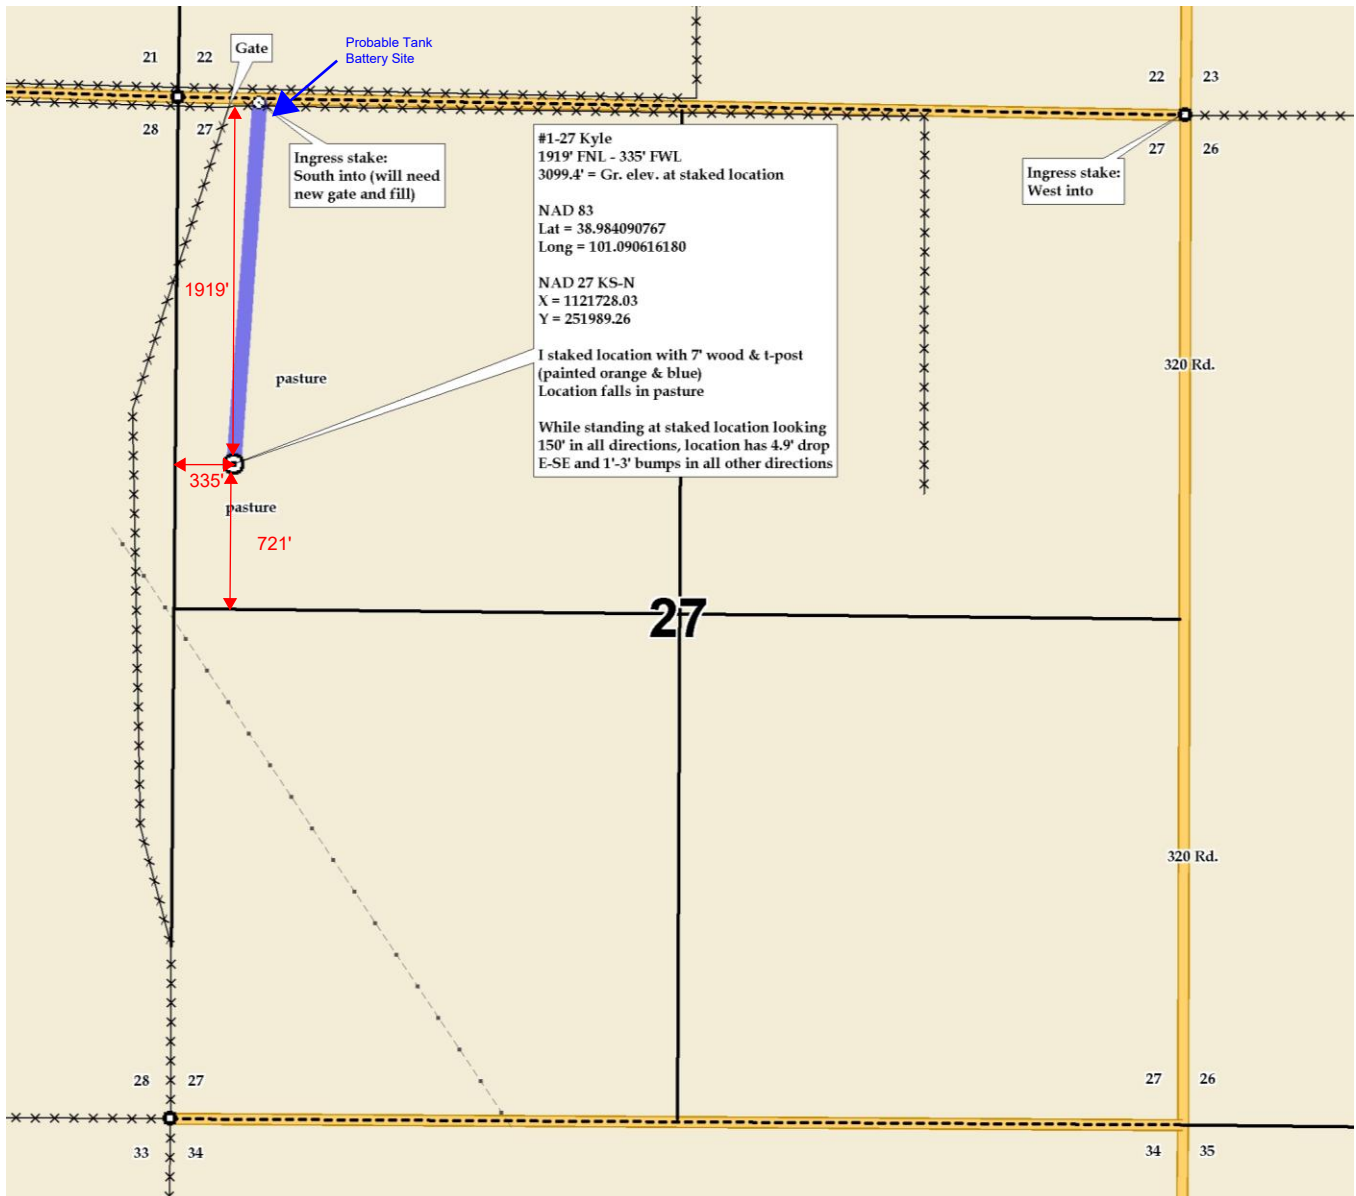 Probable Tank
Battery Site
Gate
21
22
22
23
28
27
27
26
Ingress stake:
South into (will need
new gate and fill)
#1-27 Kyle
1919' FNL - 335' FWL
3099.4' = Gr. elev. at staked location
NAD 83
Lat = 38.984090767
Long = 101.090616180
NAD 27 KS-N
X = 1121728.03
Y = 251989.26
I staked location with 7' wood & t-post
(painted orange & blue)
Location falls in pasture
While standing at staked location looking
150' in all directions, location has 4.9' drop
E-SE and 1'-3' bumps in all other directions
Ingress stake:
West into
1919'
320 Rd.
pasture
335'
pasture
721'
27
320 Rd.
28
27
27
26
33
34
34
35